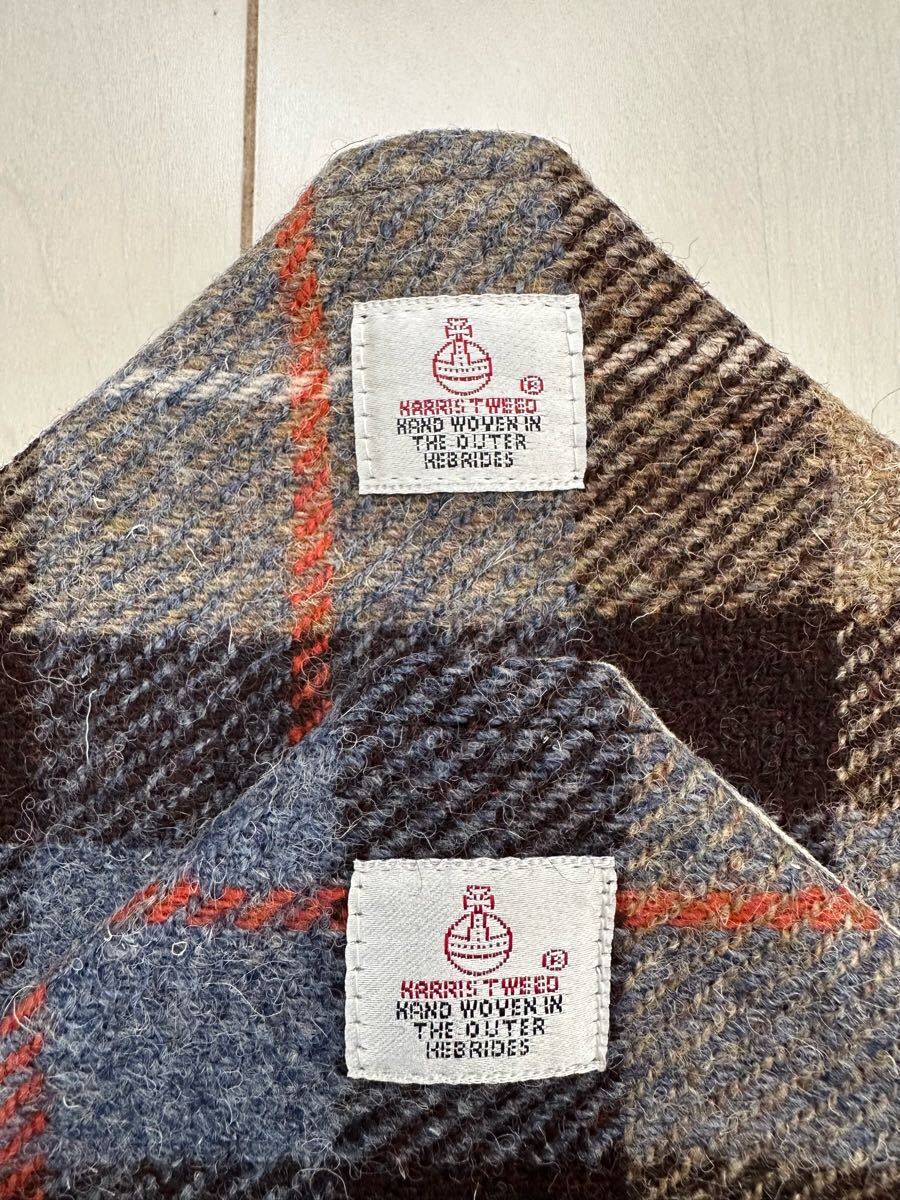 ®
HARRIS TWEED
HAND WOVEN IN
THE OUTER
HEBRIDES
®
HARRIS TWEED
HAND WOVEN IN
THE OUTER
HEBRIDES